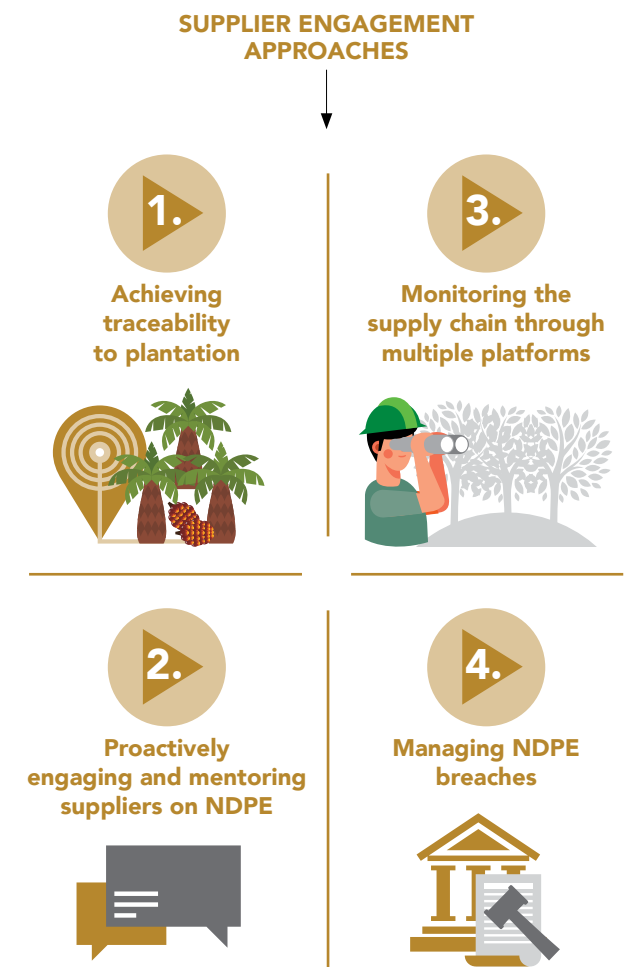 SUPPLIER ENGAGEMENT
APPROACHES
1.
Achieving
traceability
to plantation
2.
Proactively
engaging and mentoring
suppliers on NDPE
3.
Monitoring the
supply chain through
multiple platforms
4.
Managing NDPE
breaches